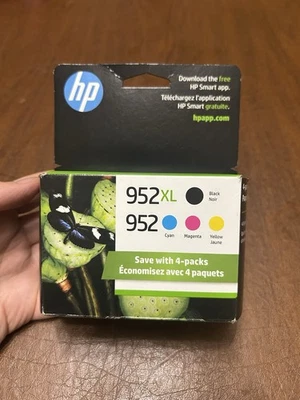 hp
Download the free
HP Smart app.
Téléchargez l'application
HP Smart gratuite.
hpapp.com
952XL
Black
Noir
952
Cyan
Magenta
Yellow
Jaune
Save with 4-packs
Économisez avec 4 paquets